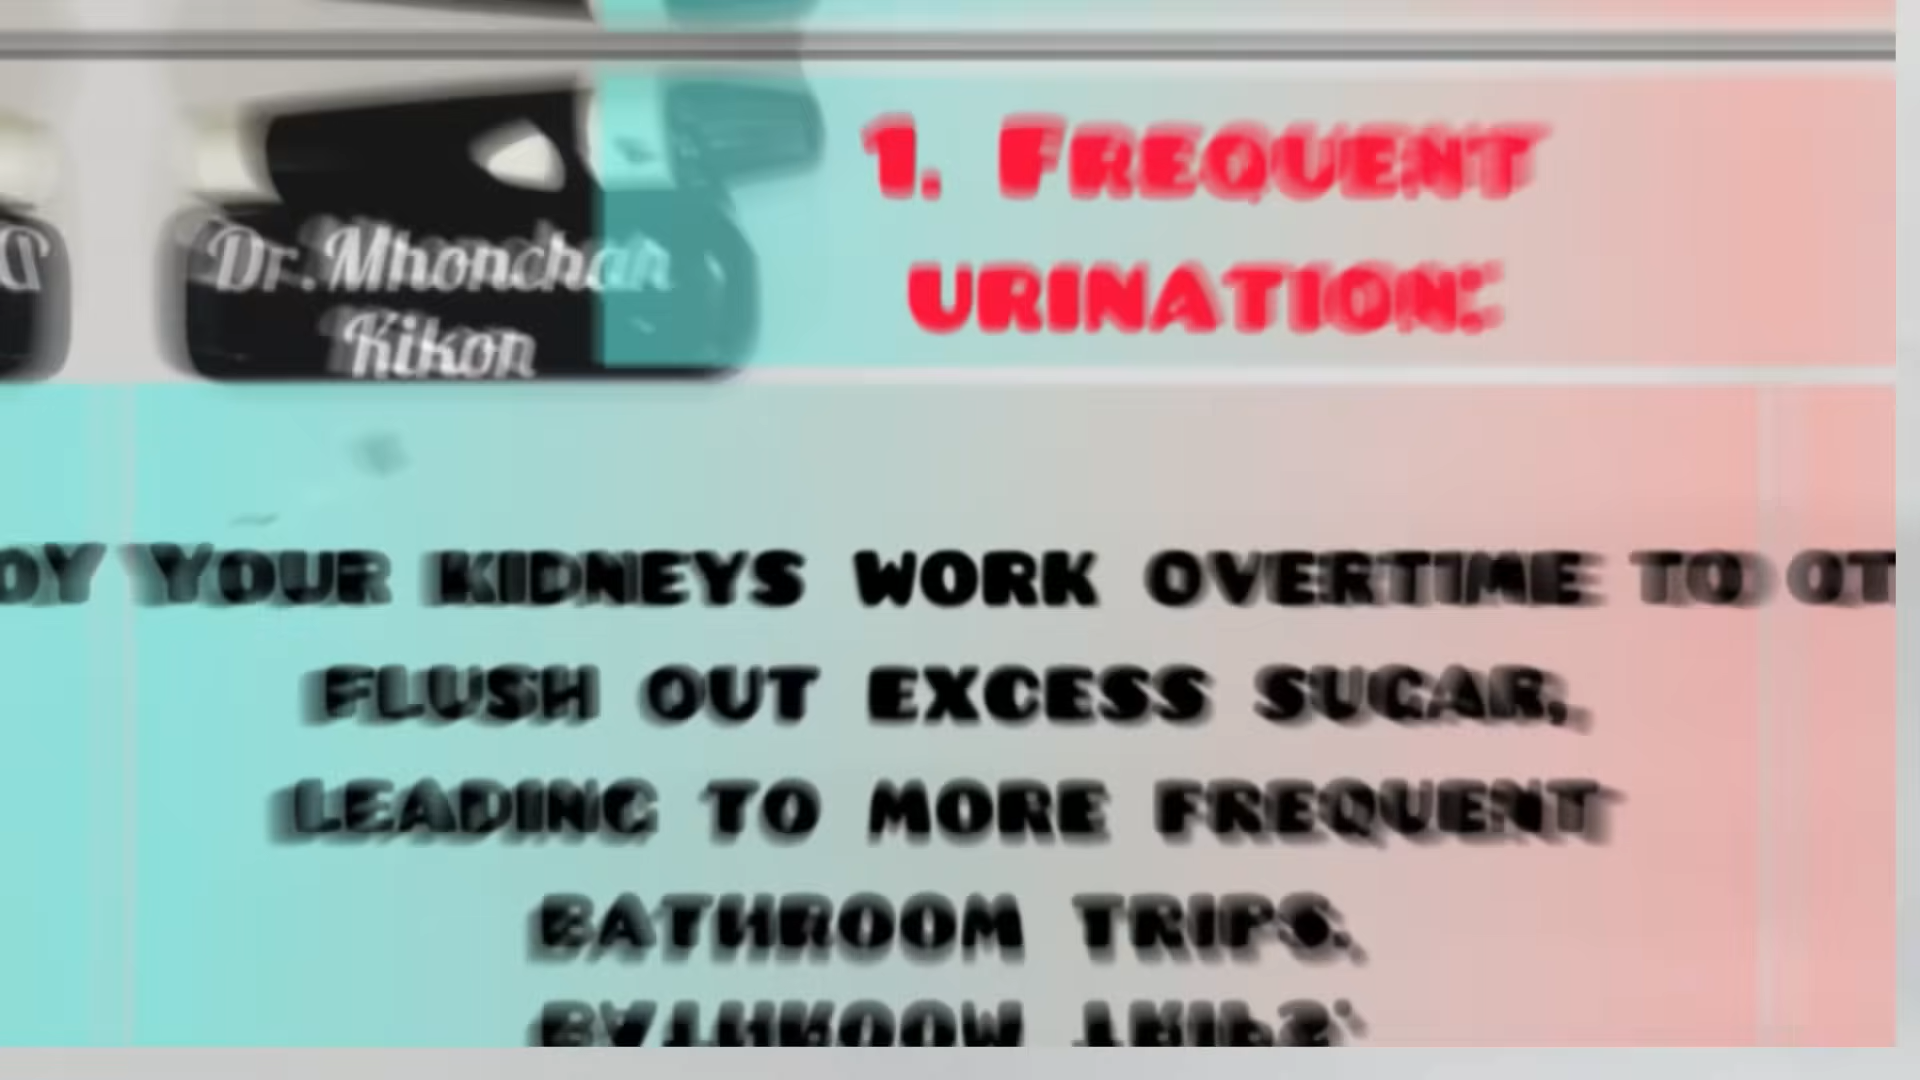 1. FREQUENT
URINATION:
Dr. Mhonchan
Kikon
YOUR KIDNEYS WORK OVERTIME TO
FLUSH OUT EXCESS SUGAR,
LEADING TO MORE FREQUENT
BATHROOM TRIPS.